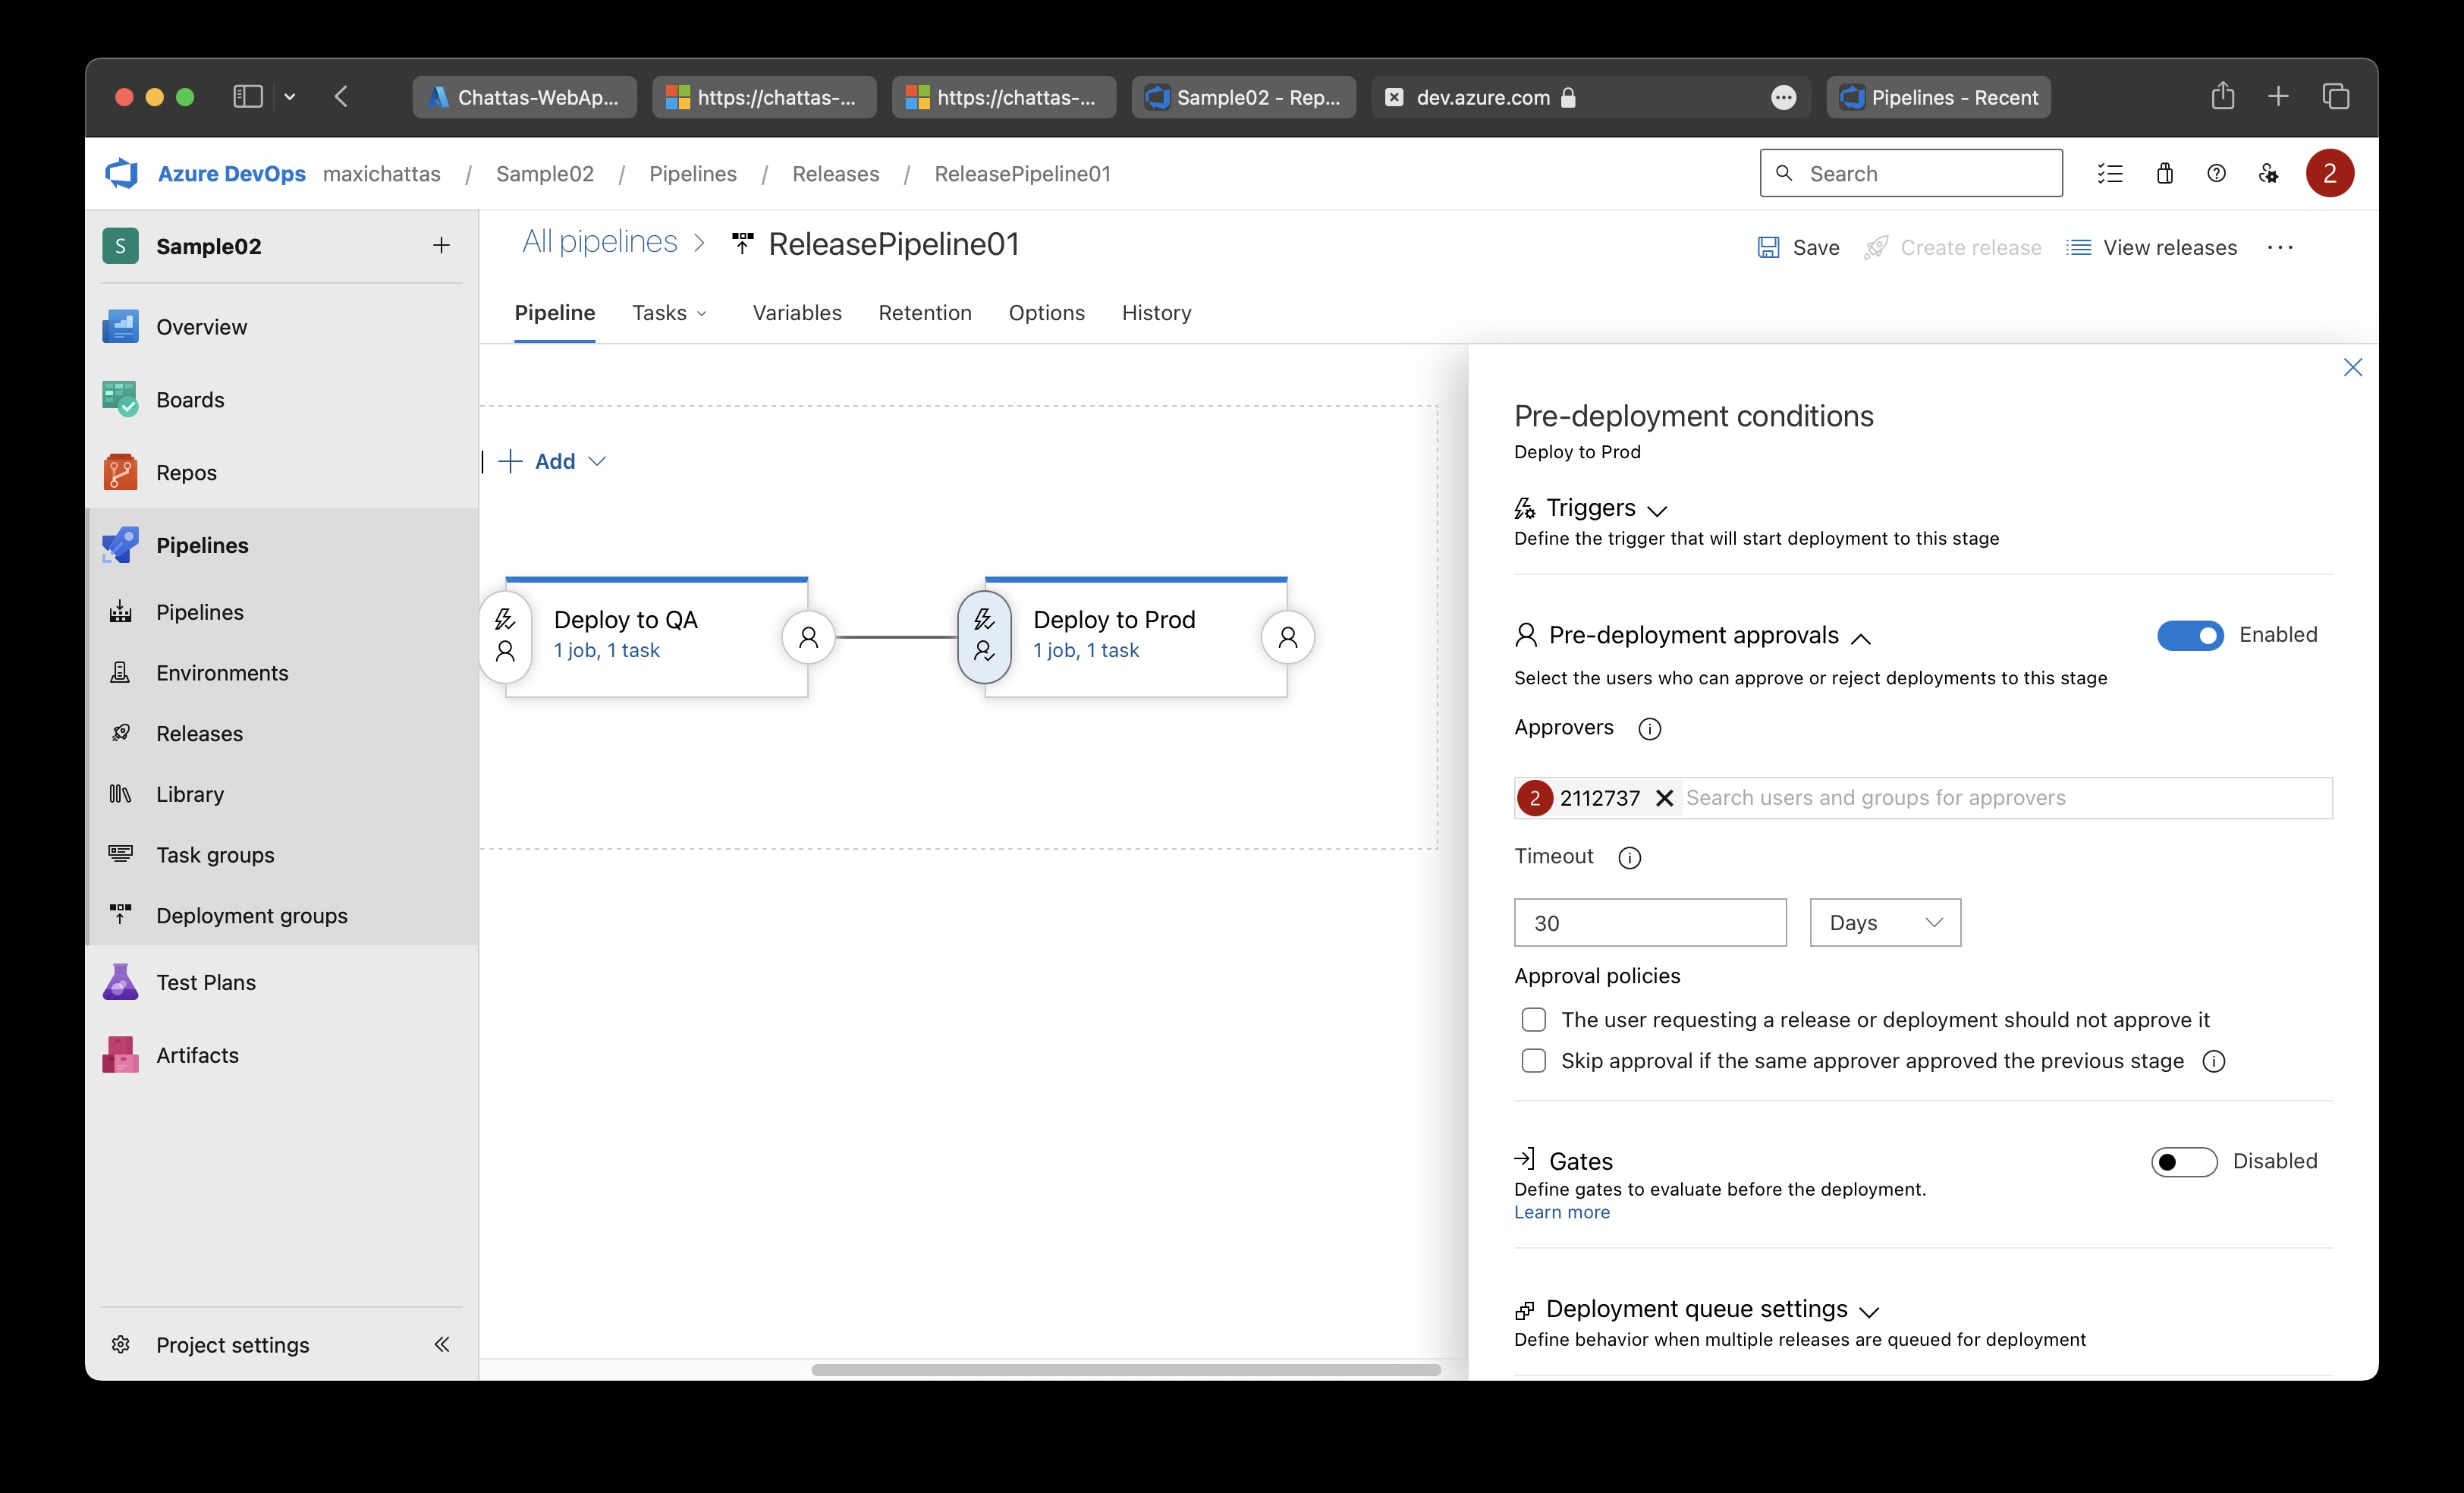 Chattas-WebAp...
https://chattas-...
https://chattas-...
Sample02 - Rep...
dev.azure.com
Pipelines - Recent
Azure DevOps maxichattas / Sample02 / Pipelines / Releases / ReleasePipeline01
Search
2
S Sample02
Overview
Boards
Repos
Pipelines
Pipelines
Environments
Releases
Library
Task groups
Deployment groups
Test Plans
Artifacts
Project settings
All pipelines > ReleasePipeline01
Save
Create release
View releases
Pipeline Tasks Variables Retention Options History
Add
Deploy to QA
1 job, 1 task
Deploy to Prod
1 job, 1 task
Pre-deployment conditions
Deploy to Prod
Triggers
Define the trigger that will start deployment to this stage
Pre-deployment approvals
Enabled
Select the users who can approve or reject deployments to this stage
Approvers
2 2112737 Search users and groups for approvers
Timeout
30 Days
Approval policies
The user requesting a release or deployment should not approve it
Skip approval if the same approver approved the previous stage
Gates
Disabled
Define gates to evaluate before the deployment.
Learn more
Deployment queue settings
Define behavior when multiple releases are queued for deployment